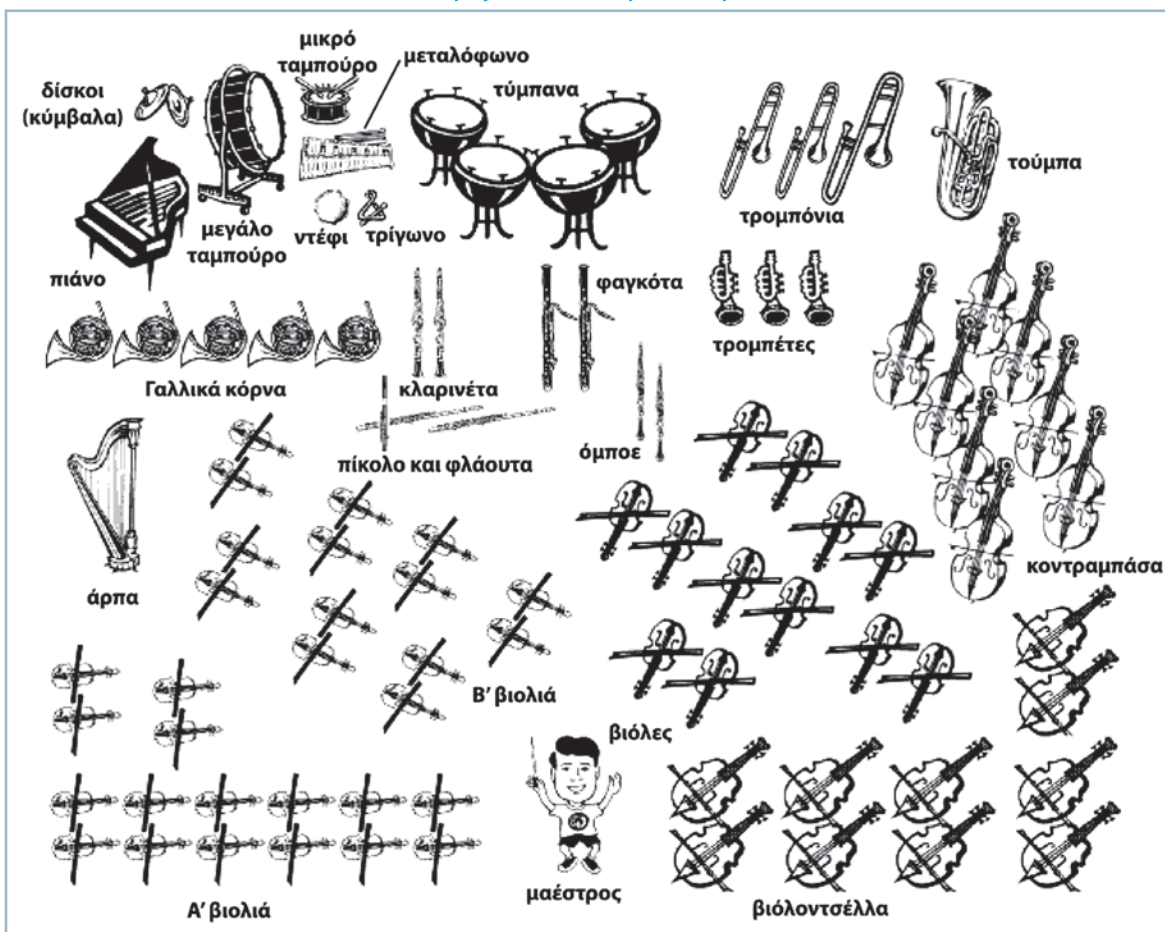 μικρό
ταμπούρο
μεταλόφωνο
δίσκοι
(κύμβαλα)
τύμπανα
τούμπα
τρομπόνια
μεγάλο
ταμπούρο
ντέφι
τρίγωνο
πιάνο
φαγκότα
τρομπέτες
Γαλλικά κόρνα
κλαρινέτα
πίκολο και φλάουτα
όμποε
κοντραμπάσα
άρπα
Β' βιολιά
βιόλες
μαέστρος
Α' βιολιά
βιόλοντσέλλα